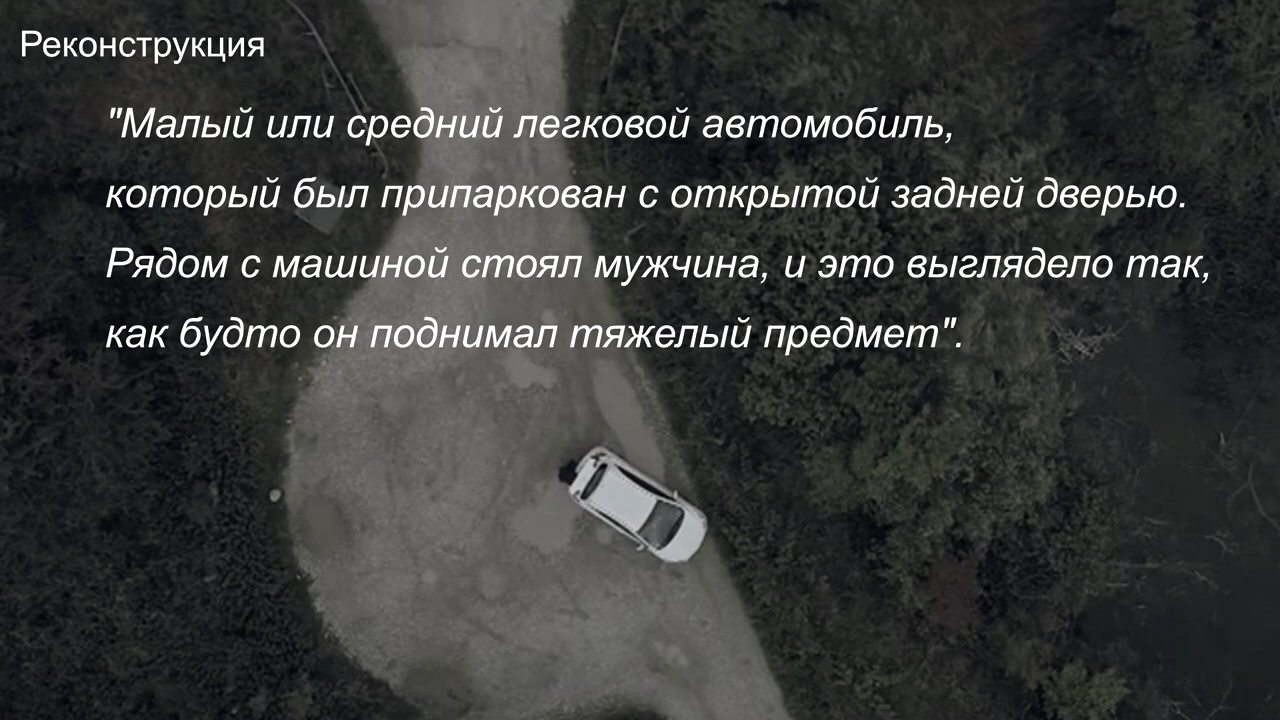 Реконструкция
"Малый или средний легковой автомобиль,
который был припаркован с открытой задней дверью.
Рядом с машиной стоял мужчина, и это выглядело так,
как будто он поднимал тяжелый предмет".